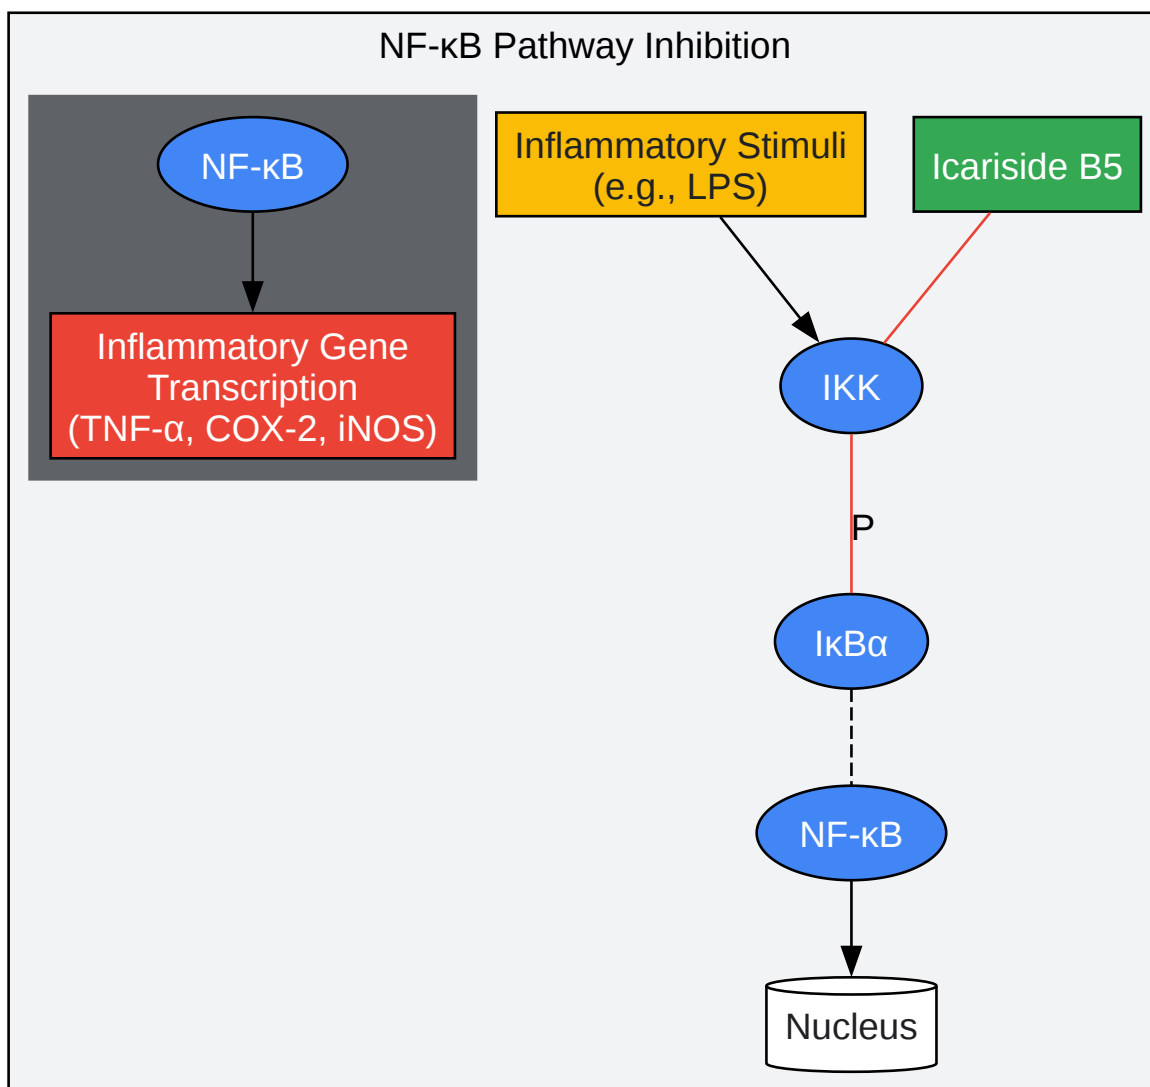 NF-κB Pathway Inhibition
NF-κB
Inflammatory Gene
Transcription
(TNF-α, COX-2, iNOS)
Inflammatory Stimuli
(e.g., LPS)
Icariside B5
IKK
P
IκBα
NF-κB
Nucleus